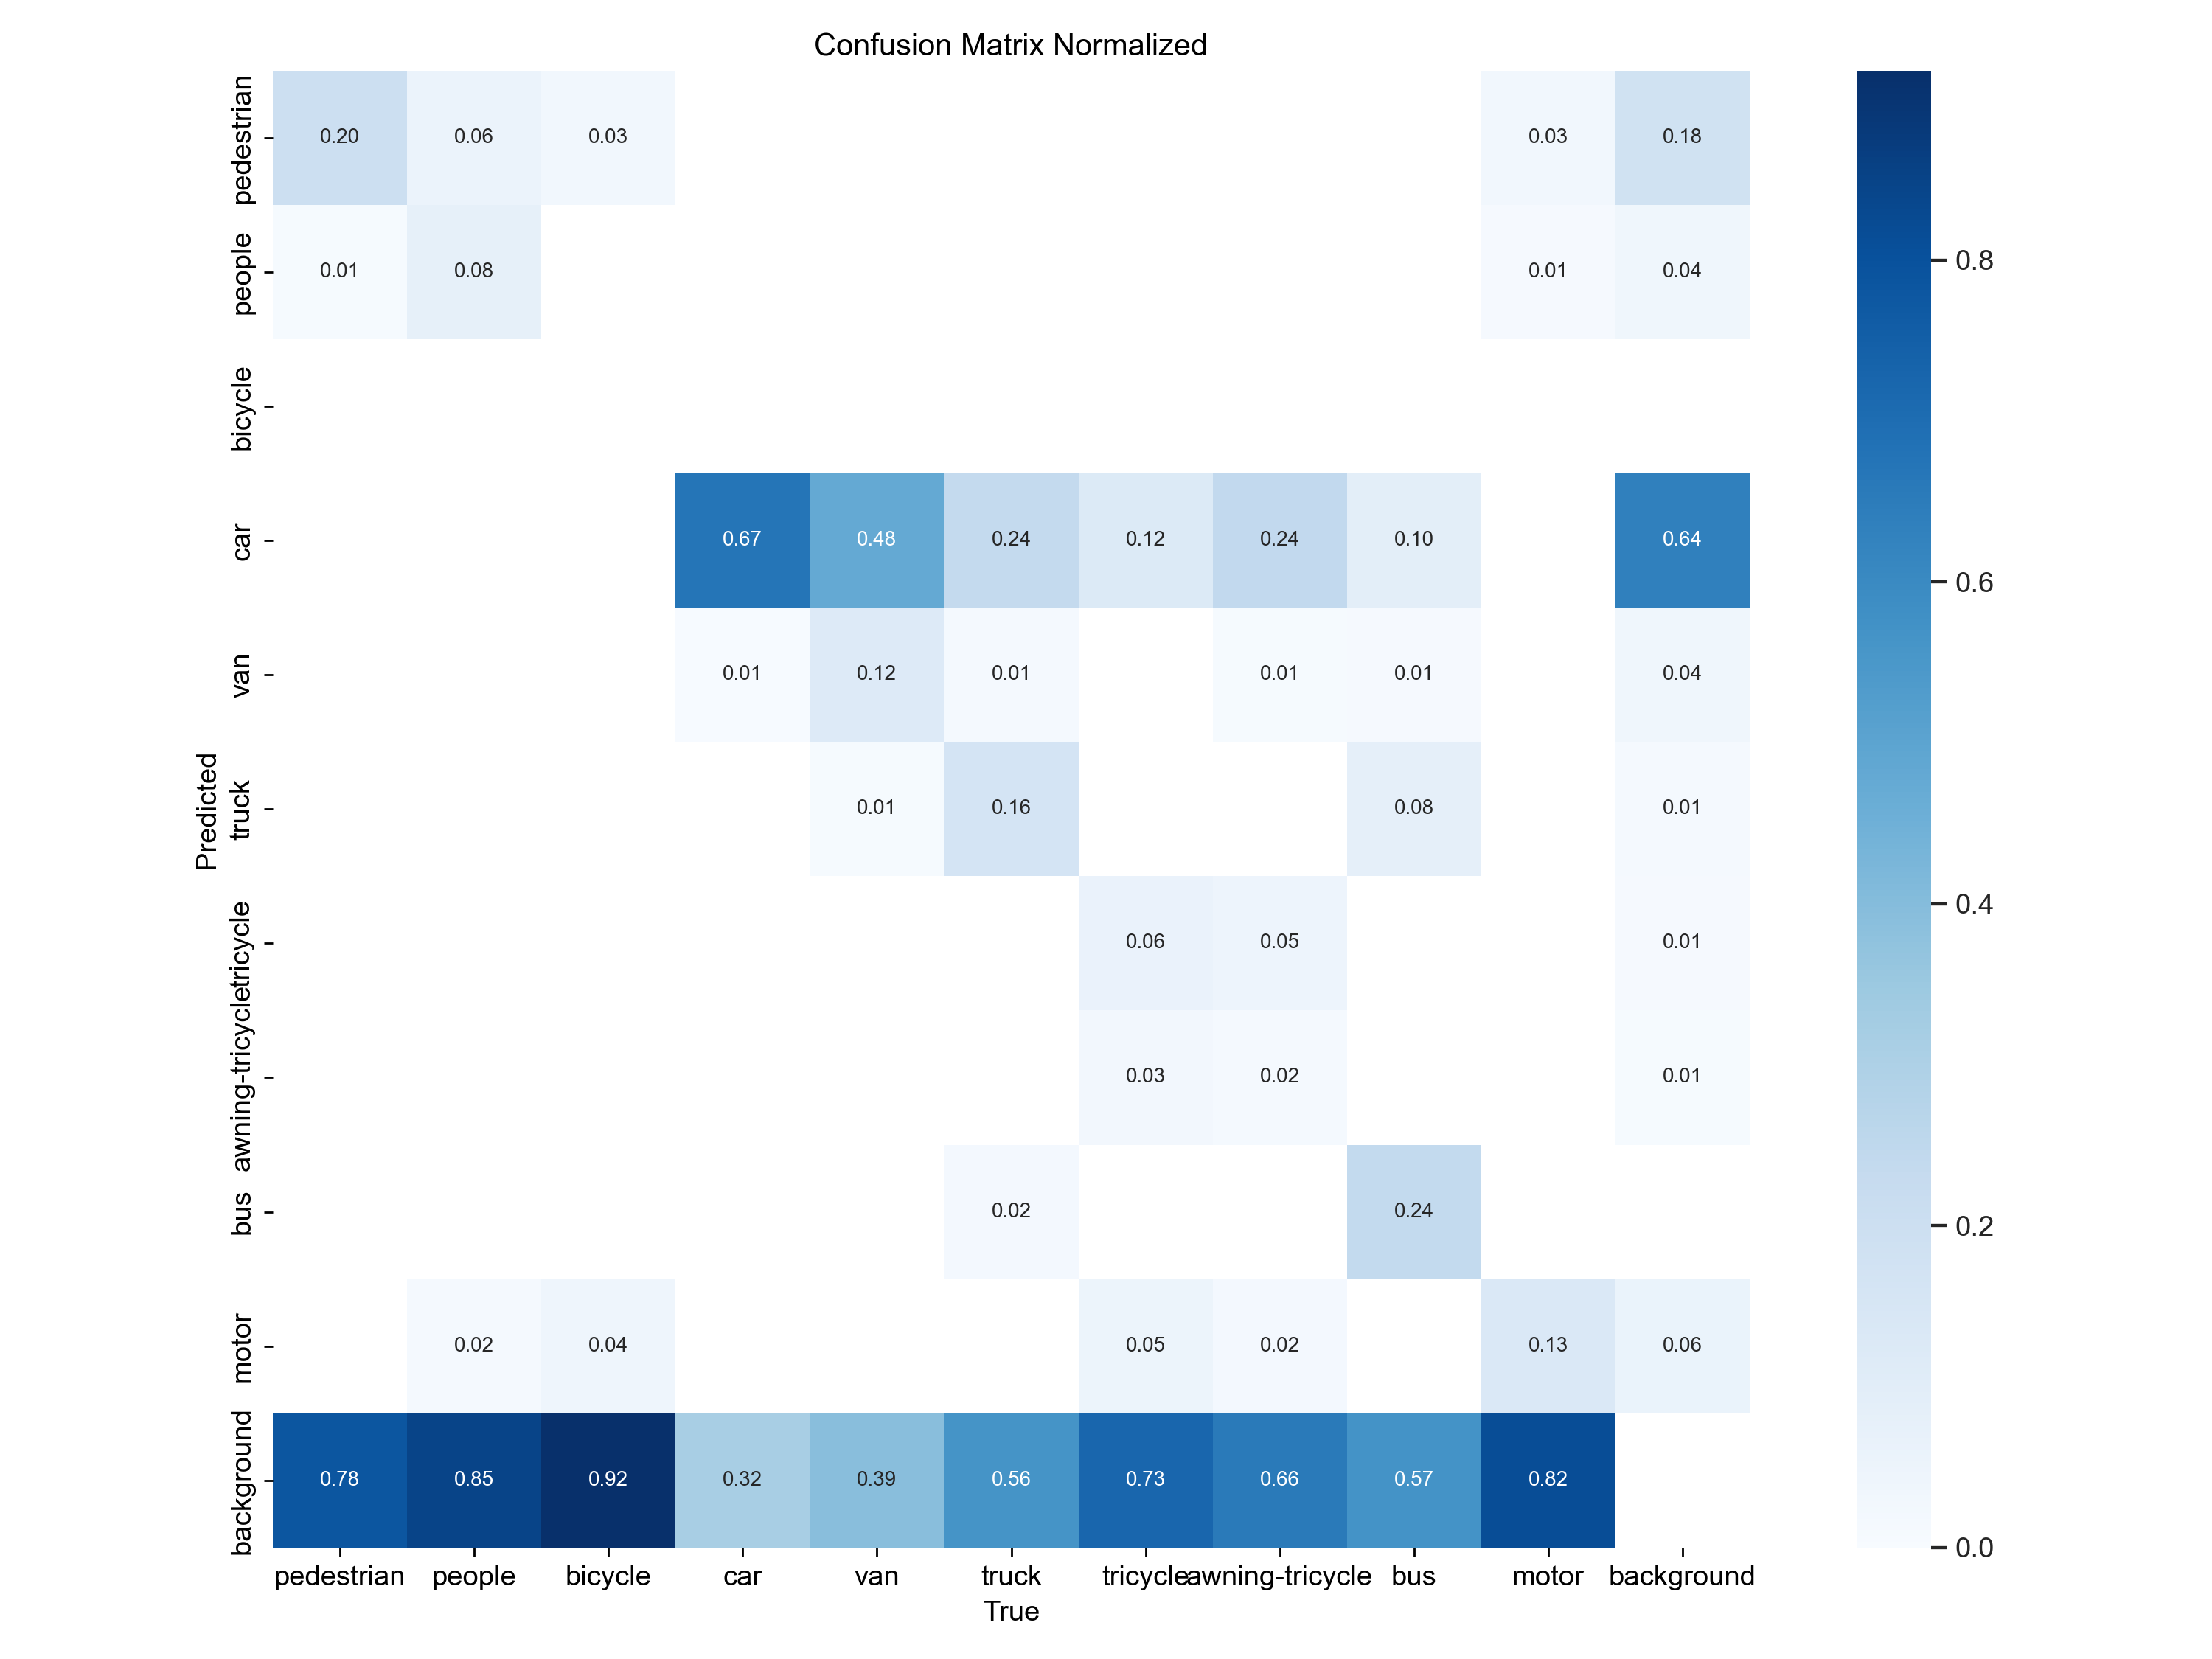 Confusion Matrix Normalized
pedestrian
0.20 0.06 0.03 0.03 0.18
people
0.01 0.08 0.01 0.04
bicycle
car
0.67 0.48 0.24 0.12 0.24 0.10 0.64
0.8
0.6
van
0.01 0.12 0.01 0.01 0.01 0.04
Predicted
truck
0.01 0.16 0.08 0.01
tricycle
0.06 0.05 0.01
0.4
awning-tricycle
0.03 0.02 0.01
bus
0.02 0.24
0.2
motor
0.02 0.04 0.05 0.02 0.13 0.06
background
0.78 0.85 0.92 0.32 0.39 0.56 0.73 0.66 0.57 0.82
0.0
pedestrian people bicycle car van truck tricycle awning-tricycle bus motor background
True